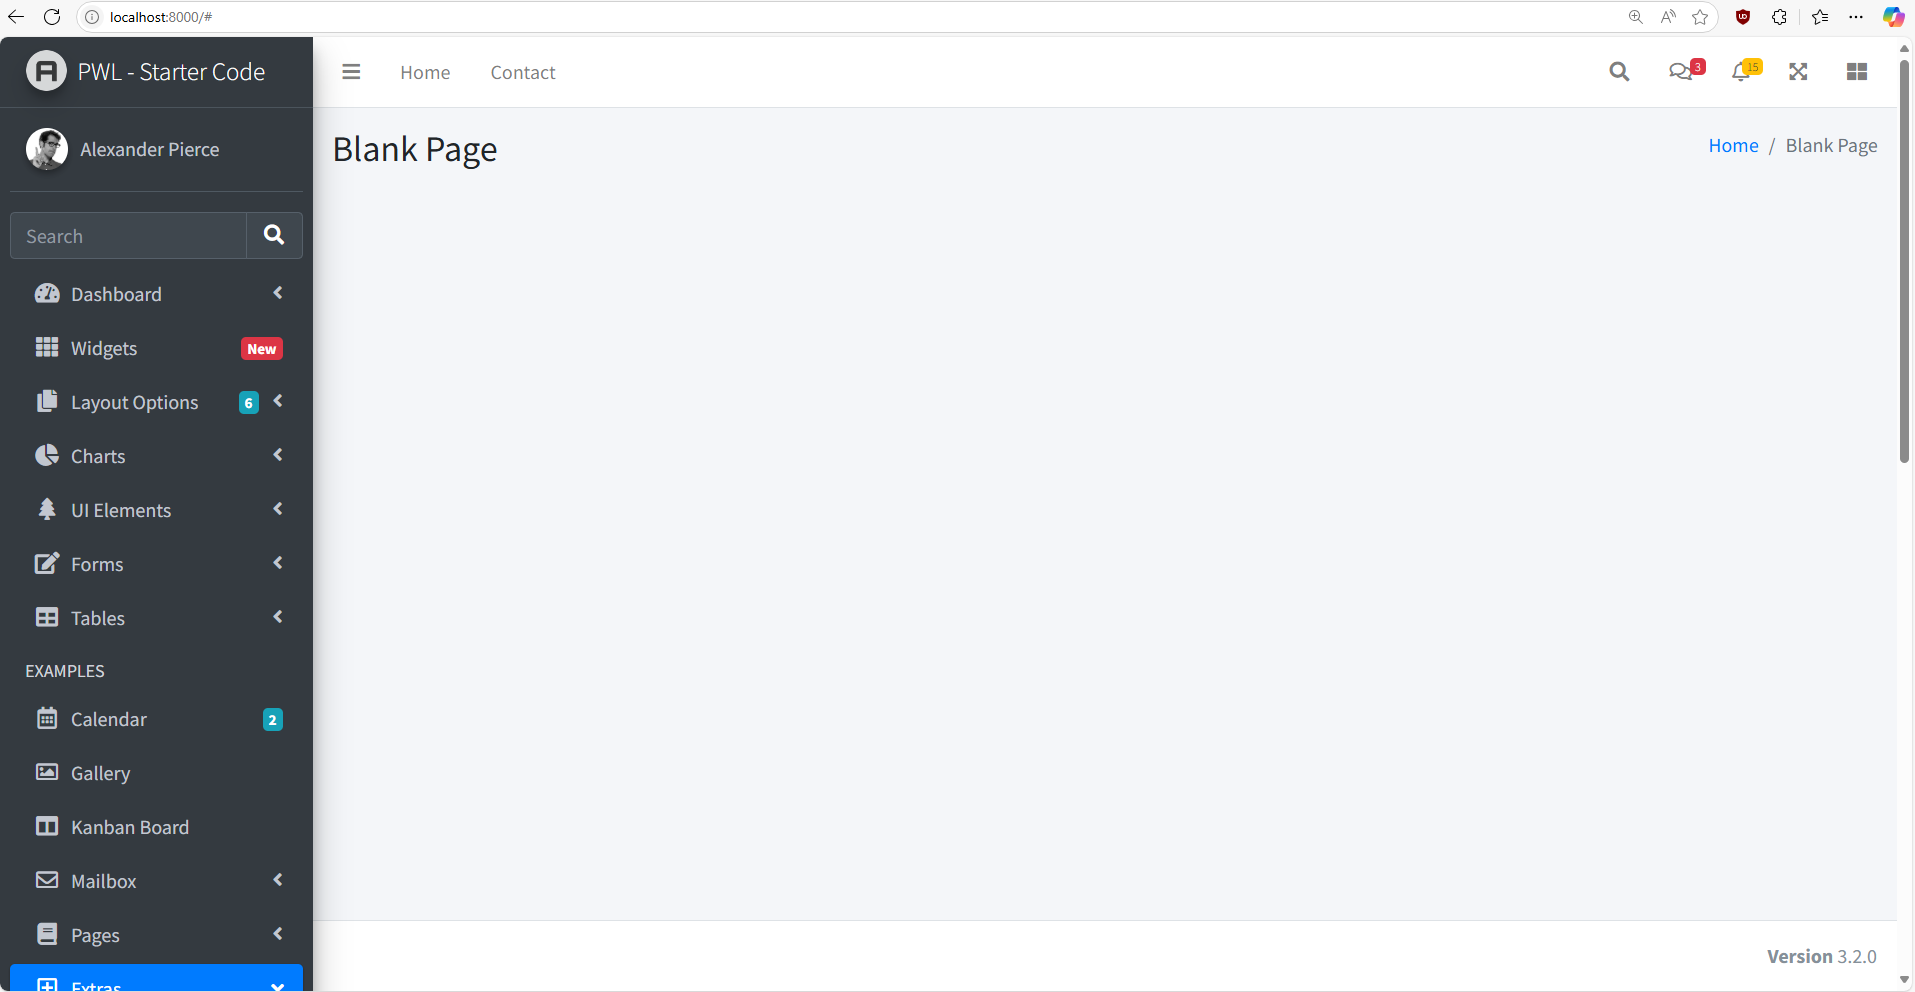 localhost:8000/#
PWL - Starter Code
Home
Contact
3
15
Alexander Pierce
Blank Page
Home / Blank Page
Search
Dashboard
Widgets New
Layout Options 6
Charts
UI Elements
Forms
Tables
EXAMPLES
Calendar 2
Gallery
Kanban Board
Mailbox
Pages
Extras
Version 3.2.0